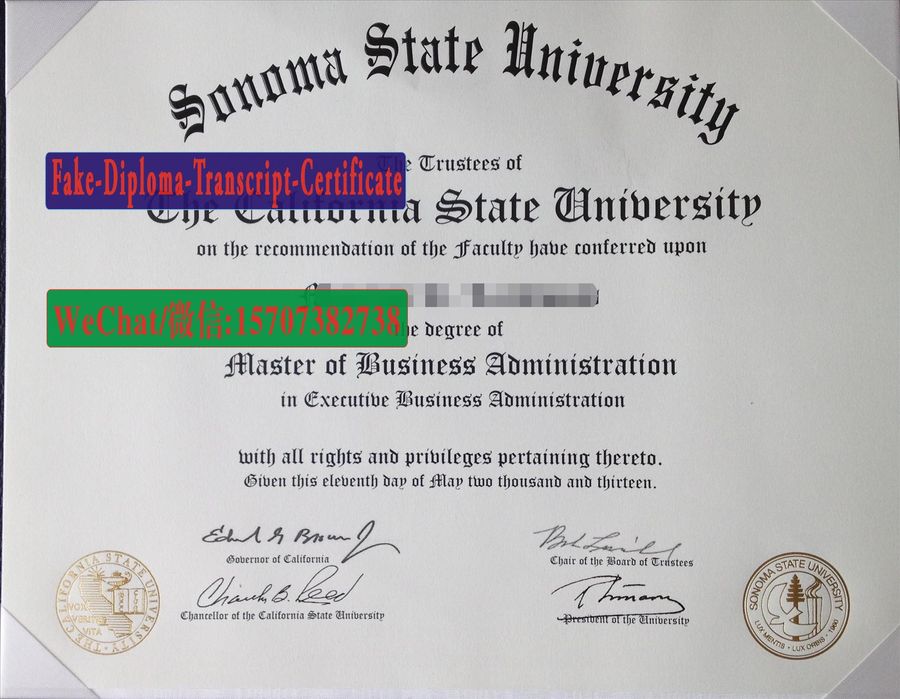 Sonoma State University
Fake-Diploma-Transcript-Certificate
he Trustees of
The California State University
on the recommendation of the Faculty have conferred upon
WeChat/微信:15707382738
he degree of
Master of Business Administration
in Executive Business Administration
with all rights and privileges pertaining thereto.
Given this eleventh day of May two thousand and thirteen.
Governor of California
Chair of the Board of Trustees
Chancellor of the California State University
President of the University
THE CALIFORNIA STATE UNIVERSITY
VOX
VERITAS
VITA
SONOMA STATE UNIVERSITY
LUX MENTIS · LUX ORBIS · 1960